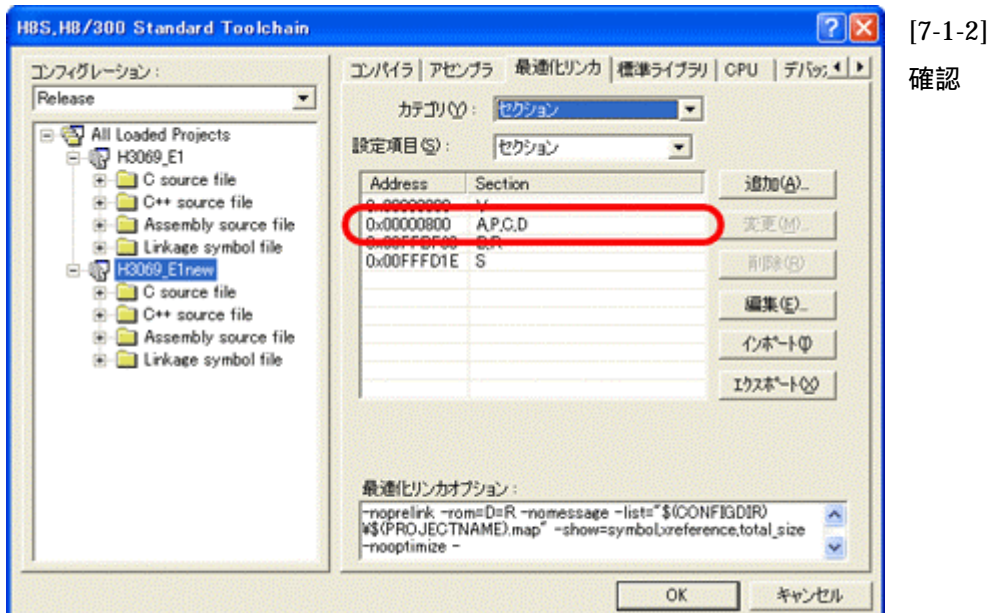 H8S,H8/300 Standard Toolchain
[7-1-2]
確認
コンフィグレーション :
Release
All Loaded Projects
H3069_E1
C source file
C++ source file
Assembly source file
Linkage symbol file
H3069_E1new
C source file
C++ source file
Assembly source file
Linkage symbol file
コンパイラ アセンブラ 最適化リンカ 標準ライブラリ CPU デバッ
カテゴリ(Y) : セクション
設定項目(S) : セクション
Address Section
0x00000000 V
0x00000800 A,P,C,D
B,R
0x00FFFD1E S
追加(A)...
変更(M)...
削除(R)
編集(E)...
インポート(I)
エクスポート(X)
最適化リンカオプション :
-noprelink -rom=D=R -nomessage -list="$(CONFIGDIR)
¥$(PROJECTNAME).map" -show=symbol,xreference,total_size
-nooptimize -
OK キャンセル